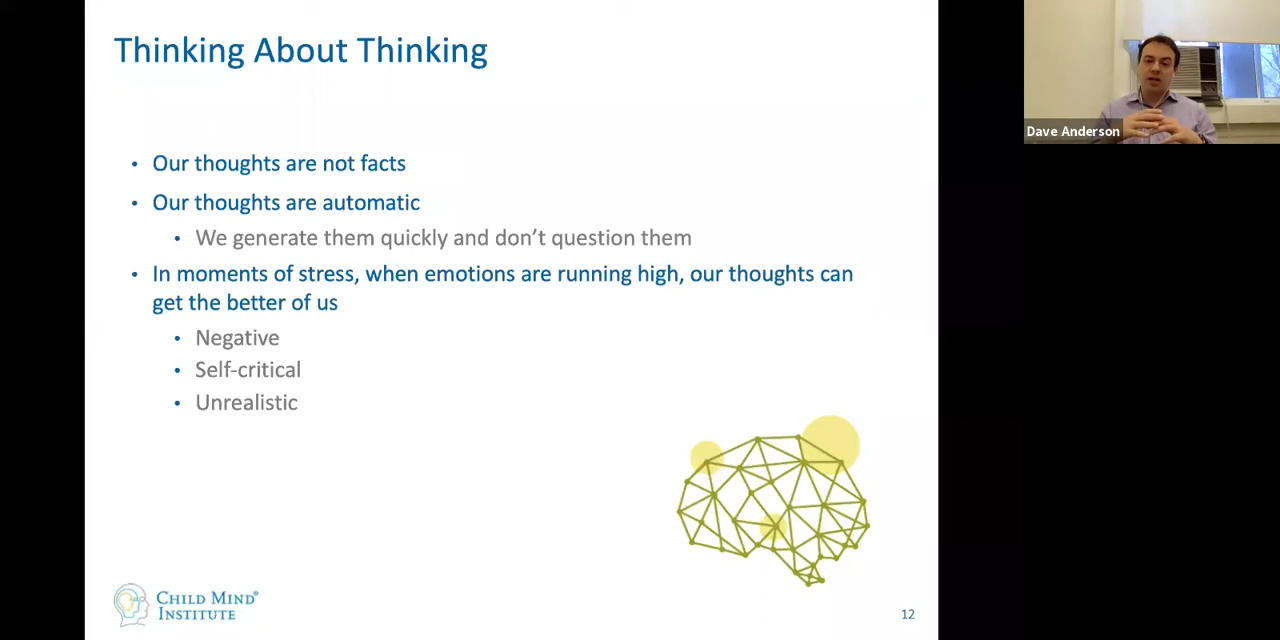 Thinking About Thinking
Dave Anderson
• Our thoughts are not facts
• Our thoughts are automatic
• We generate them quickly and don’t question them
• In moments of stress, when emotions are running high, our thoughts can
get the better of us
• Negative
• Self-critical
• Unrealistic
CHILD MIND®
INSTITUTE
12